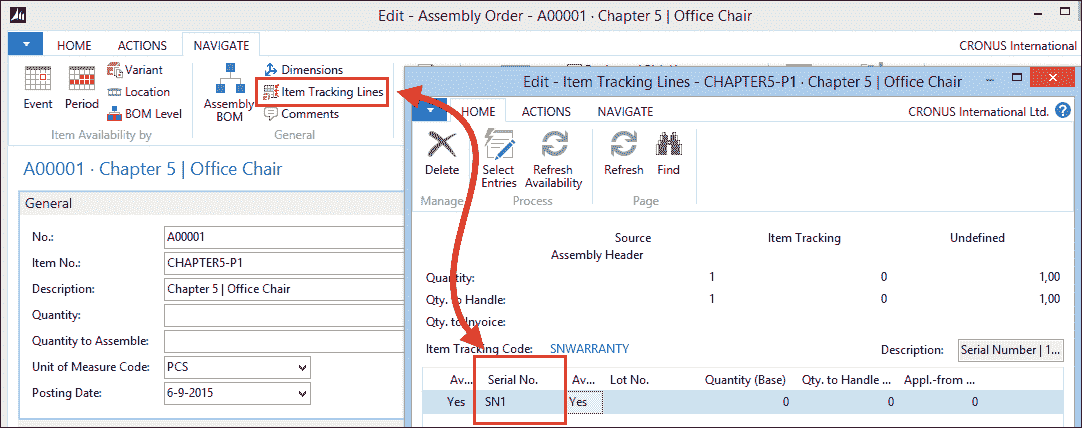 Edit - Assembly Order - A00001 · Chapter 5 | Office Chair
HOME ACTIONS NAVIGATE
CRONUS International
Event
Period
Variant
Location
BOM Level
Item Availability by
Assembly BOM
Dimensions
Item Tracking Lines
Comments
General
A00001 · Chapter 5 | Office Chair
General
No.: A00001
Item No.: CHAPTER5-P1
Description: Chapter 5 | Office Chair
Quantity:
Quantity to Assemble:
Unit of Measure Code: PCS
Posting Date: 6-9-2015
Edit - Item Tracking Lines - CHAPTER5-P1 · Chapter 5 | Office Chair
HOME ACTIONS NAVIGATE
CRONUS International Ltd.
Delete
Manage
Select Entries
Refresh Availability
Process
Refresh
Find
Page
Source Item Tracking Undefined
Assembly Header
Quantity: 1 0 1,00
Qty. to Handle: 1 0 1,00
Qty. to Invoice:
Item Tracking Code: SNWARRANTY
Description: Serial Number | 1...
Av... Serial No. Av... Lot No. Quantity (Base) Qty. to Handle ... Appl.-from ...
Yes SN1 Yes 0 0 0